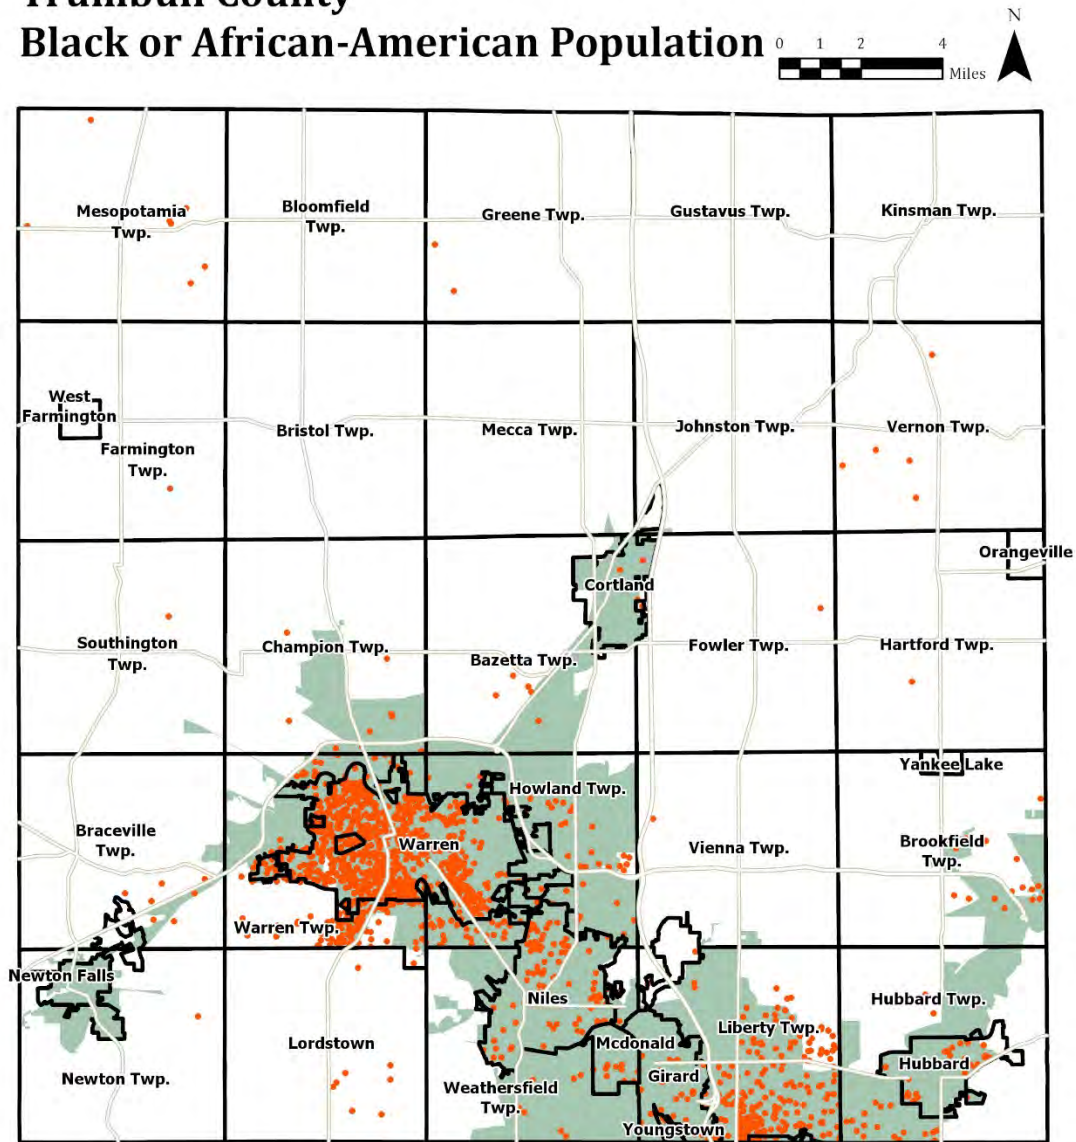 Trumbull County
Black or African-American Population
0 1 2 4
Miles
N
Mesopotamia
Twp.
Bloomfield
Twp.
Greene Twp.
Gustavus Twp.
Kinsman Twp.
West
Farmington
Farmington
Twp.
Bristol Twp.
Mecca Twp.
Johnston Twp.
Vernon Twp.
Orangeville
Cortland
Southington
Twp.
Champion Twp.
Bazetta Twp.
Fowler Twp.
Hartford Twp.
Yankee Lake
Howland Twp.
Braceville
Twp.
Warren
Vienna Twp.
Brookfield
Twp.
Warren Twp.
Newton Falls
Niles
Hubbard Twp.
Lordstown
Mcdonald
Liberty Twp.
Hubbard
Newton Twp.
Weathersfield
Twp.
Girard
Youngstown